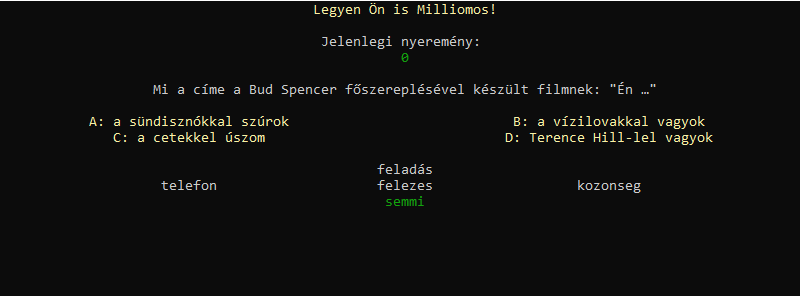 Legyen Ön is Milliomos!
Jelenlegi nyeremény:
0
Mi a címe a Bud Spencer főszereplésével készült filmnek: "Én …"
A: a sündisznókkal szúrok B: a vízilovakkal vagyok
C: a cetekkel úszom D: Terence Hill-lel vagyok
feladás
telefon felezes kozonseg
semmi